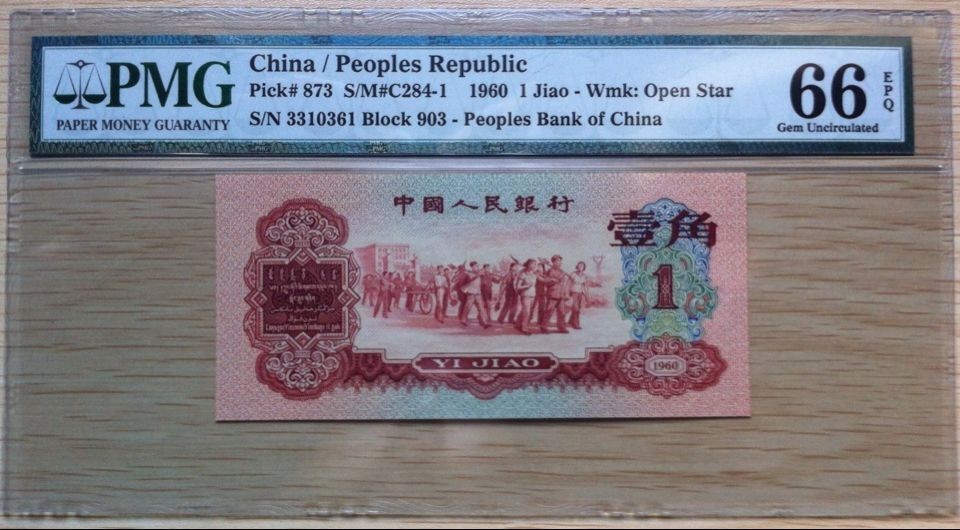 PMG
PAPER MONEY GUARANTY
China / Peoples Republic
Pick# 873 S/M#C284-1 1960 1 Jiao - Wmk: Open Star
S/N 3310361 Block 903 - Peoples Bank of China
66 EPQ
Gem Uncirculated
中國人民銀行
壹角
1
YI JIAO
1960